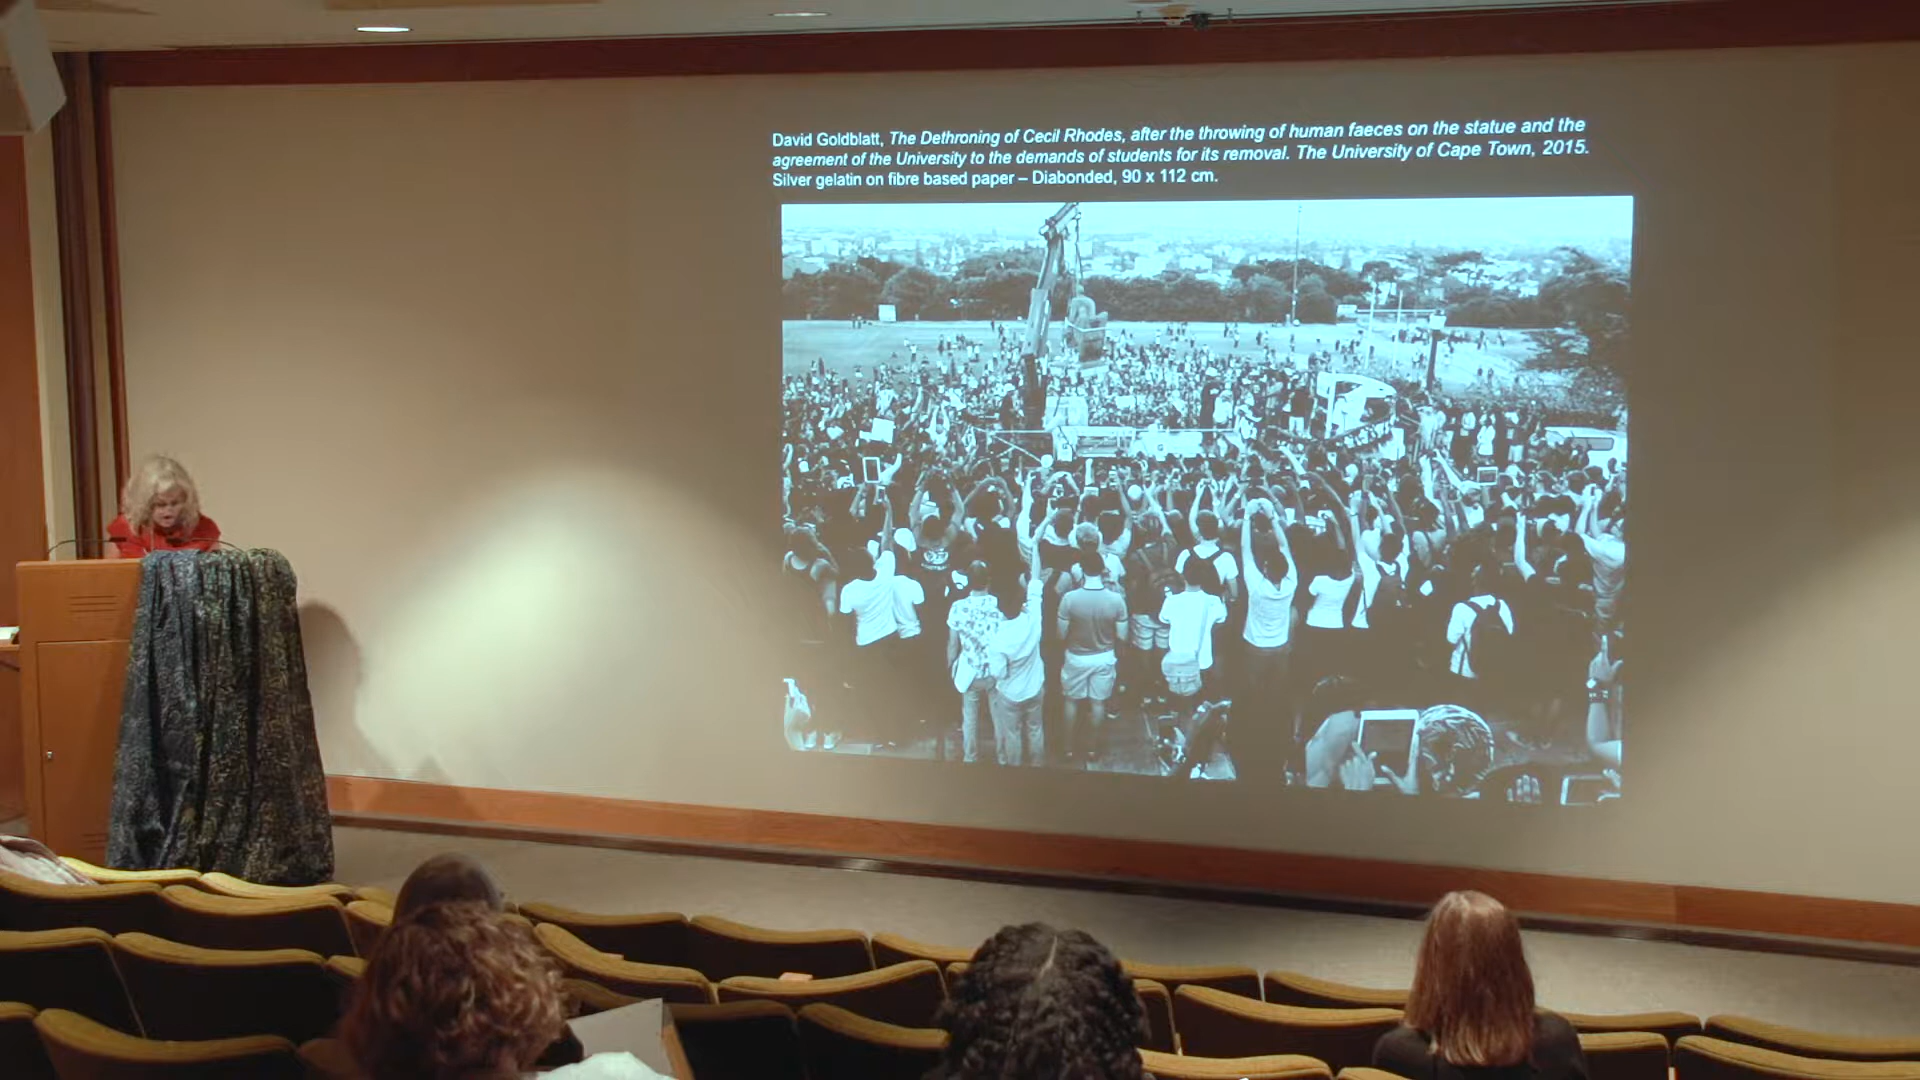 David Goldblatt, The Dethroning of Cecil Rhodes, after the throwing of human faeces on the statue and the
agreement of the University to the demands of students for its removal. The University of Cape Town, 2015.
Silver gelatin on fibre based paper – Diabonded, 90 x 112 cm.